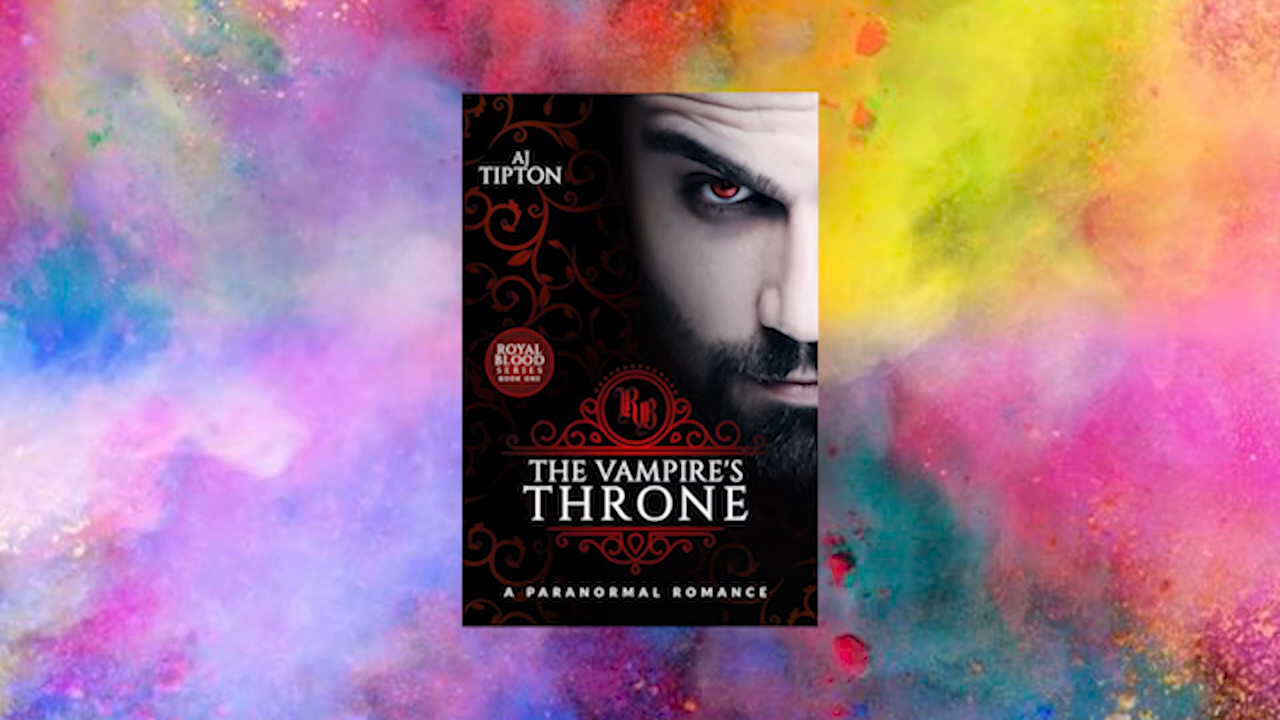 AJ
TIPTON
ROYAL
BLOOD
SERIES
BOOK ONE
RB
THE VAMPIRE'S
THRONE
A PARANORMAL ROMANCE